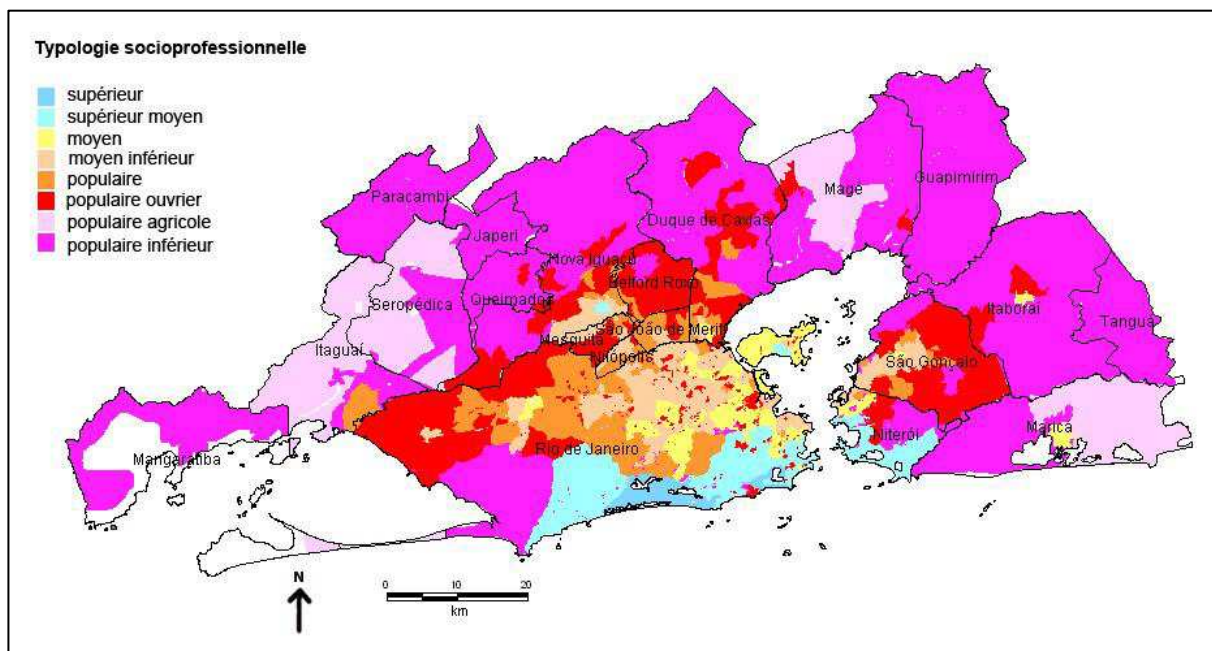 Typologie socioprofessionnelle
supérieur
supérieur moyen
moyen
moyen inférieur
populaire
populaire ouvrier
populaire agricole
populaire inférieur
Paracambi
Japeri
Seropédica
Itaguaí
Mangaratiba
Queimados
Nova Iguaçu
Duque de Caxias
Belford Roxo
São João de Meriti
Mesquita
Nilópolis
Rio de Janeiro
Magé
Guapimirim
Itaboraí
Tanguá
São Gonçalo
Niterói
Maricá
N
0 10 20
km